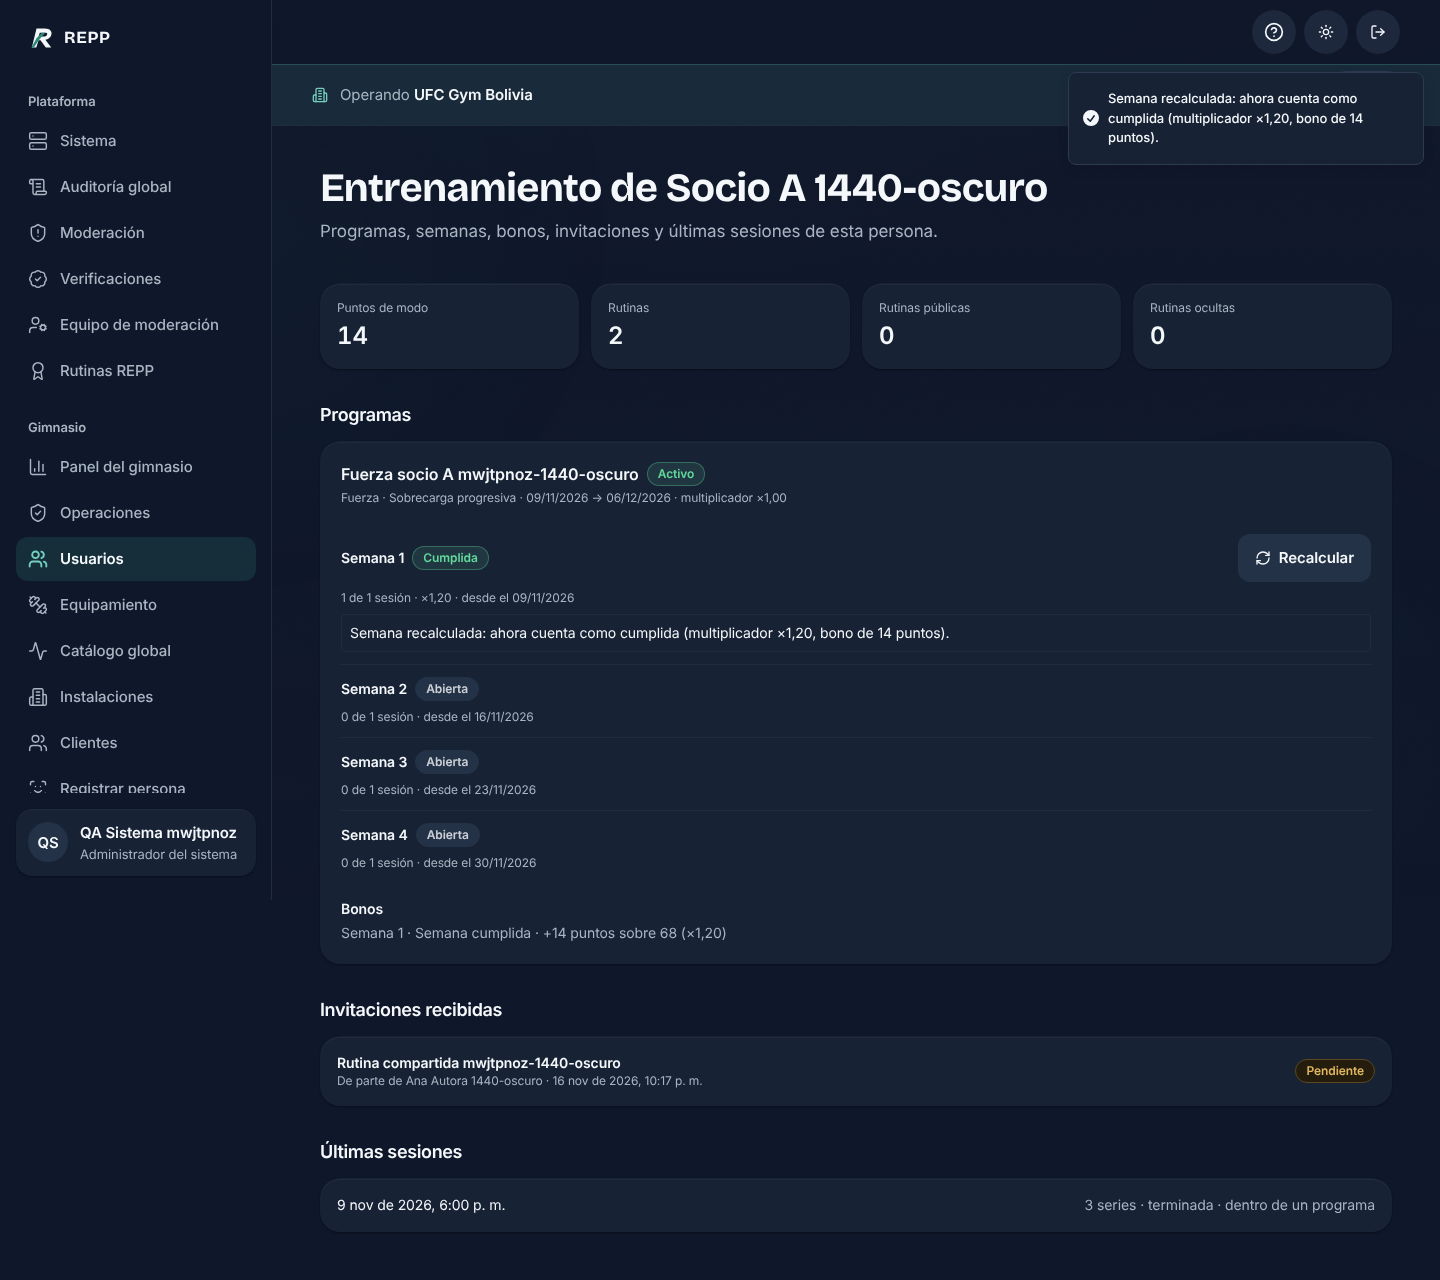 REPP
Plataforma
Sistema
Auditoría global
Moderación
Verificaciones
Equipo de moderación
Rutinas REPP
Gimnasio
Panel del gimnasio
Operaciones
Usuarios
Equipamiento
Catálogo global
Instalaciones
Clientes
Registrar persona
QS
QA Sistema mwjtpnoz
Administrador del sistema
Operando UFC Gym Bolivia
Semana recalculada: ahora cuenta como
cumplida (multiplicador ×1,20, bono de 14
puntos).
Entrenamiento de Socio A 1440-oscuro
Programas, semanas, bonos, invitaciones y últimas sesiones de esta persona.
Puntos de modo
14
Rutinas
2
Rutinas públicas
0
Rutinas ocultas
0
Programas
Fuerza socio A mwjtpnoz-1440-oscuro Activo
Fuerza · Sobrecarga progresiva · 09/11/2026 → 06/12/2026 · multiplicador ×1,00
Semana 1 Cumplida
Recalcular
1 de 1 sesión · ×1,20 · desde el 09/11/2026
Semana recalculada: ahora cuenta como cumplida (multiplicador ×1,20, bono de 14 puntos).
Semana 2 Abierta
0 de 1 sesión · desde el 16/11/2026
Semana 3 Abierta
0 de 1 sesión · desde el 23/11/2026
Semana 4 Abierta
0 de 1 sesión · desde el 30/11/2026
Bonos
Semana 1 · Semana cumplida · +14 puntos sobre 68 (×1,20)
Invitaciones recibidas
Rutina compartida mwjtpnoz-1440-oscuro
De parte de Ana Autora 1440-oscuro · 16 nov de 2026, 10:17 p. m.
Pendiente
Últimas sesiones
9 nov de 2026, 6:00 p. m.
3 series · terminada · dentro de un programa